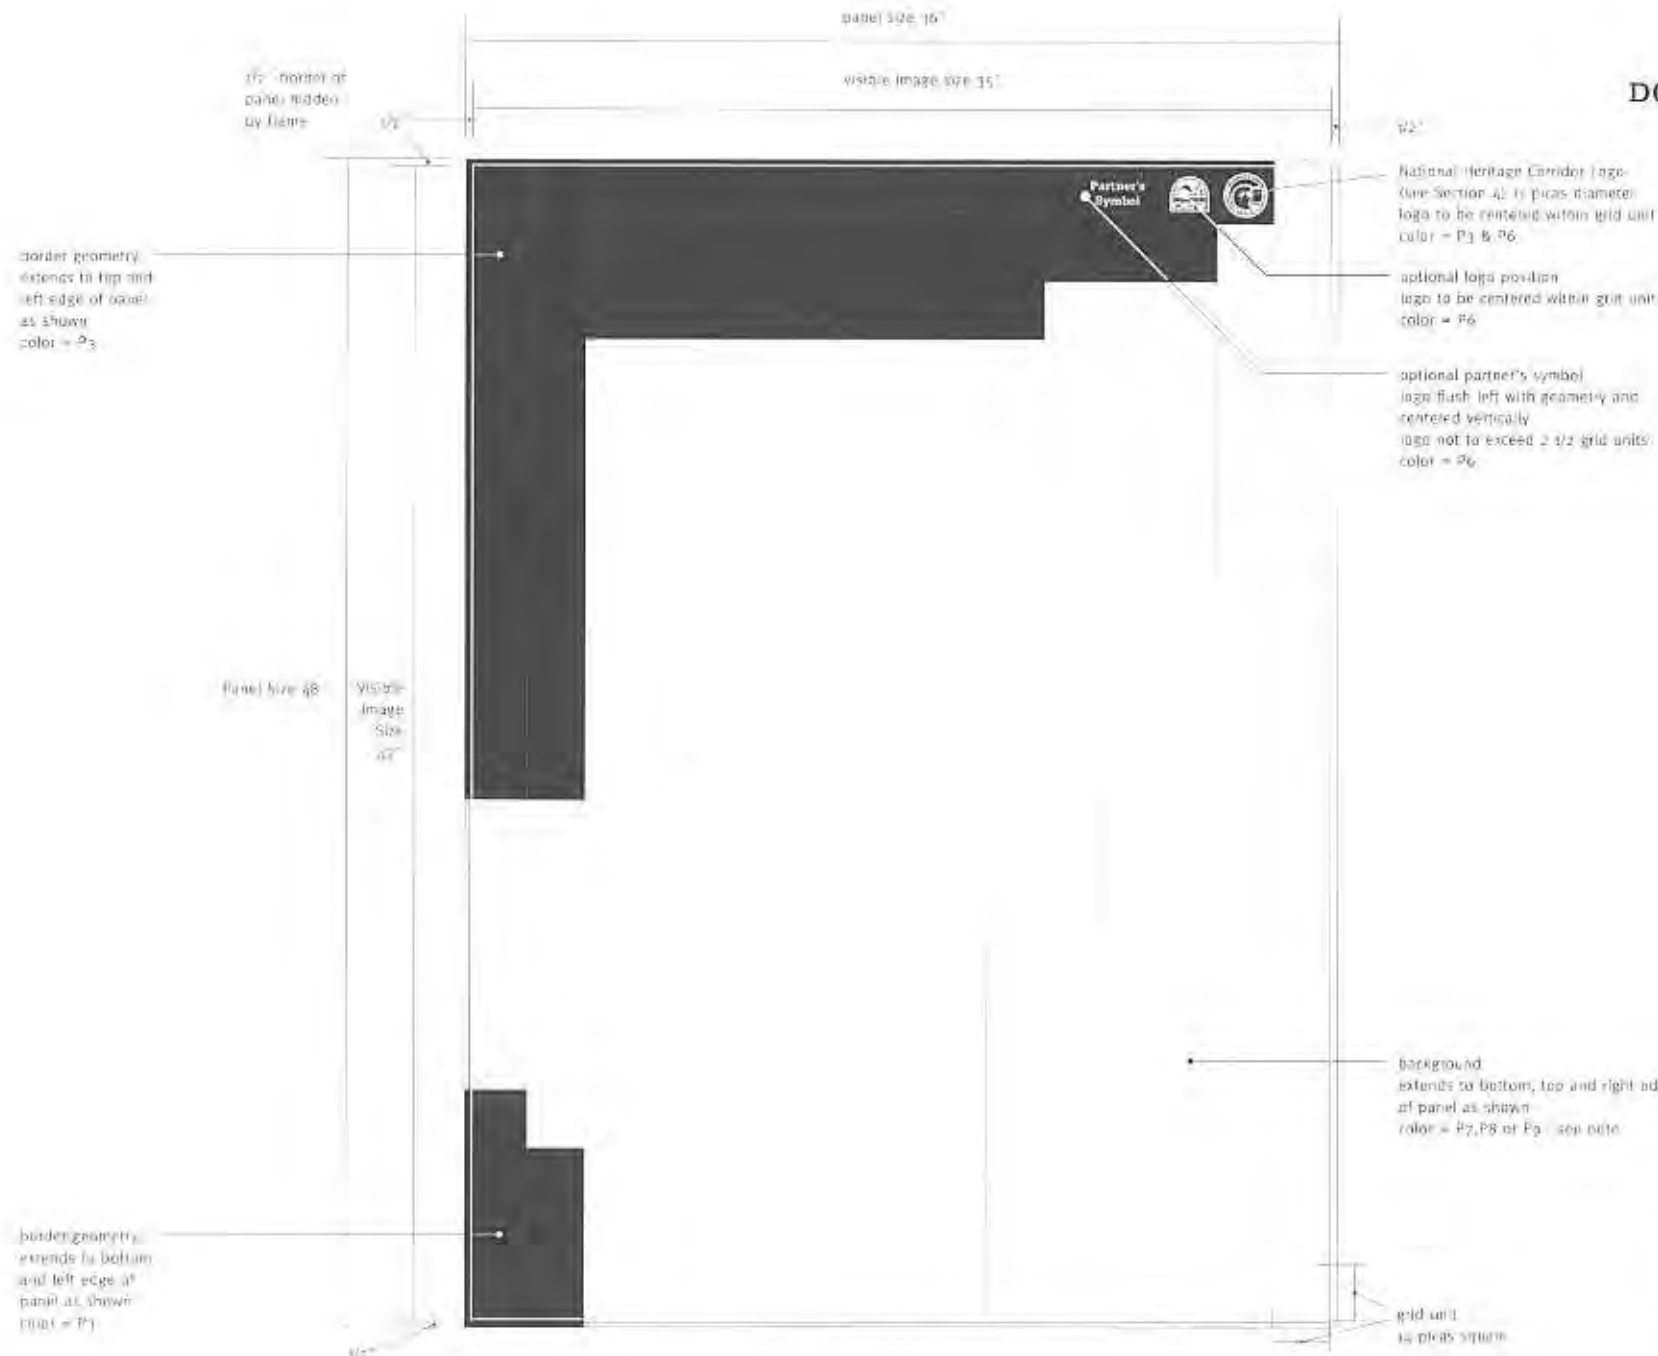 panel size 36"
visible image size 35"
1/2" border of
panel hidden
by frame
1/2"
1/2"
DO
National Heritage Corridor Logo
(see Section 4)
picas diameter
logo to be centered within grid unit
color = P3 & P6
Partner's
Symbol
border geometry
extends to top and
left edge of panel
as shown
color = P3
optional logo position
logo to be centered within grid unit
color = P6
optional partner's symbol
logo flush left with geometry and
centered vertically
logo not to exceed 2 1/2 grid units
color = P6
Panel Size 48"
Visible
Image
Size
background
extends to bottom, top and right ed
of panel as shown
color = P7,P8 or P9 see note
border geometry
extends to bottom
and left edge of
panel as shown
color = P3
1/2"
grid unit
picas square